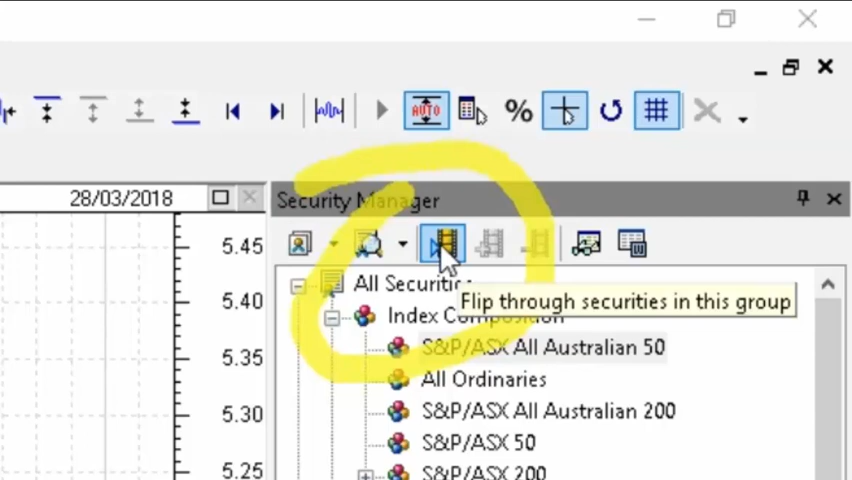 AUTO
%
28/03/2018
Security Manager
5.45
All Securities
5.40
Flip through securities in this group
Index Composition
5.35
S&P/ASX All Australian 50
All Ordinaries
5.30
S&P/ASX All Australian 200
S&P/ASX 50
5.25
S&P/ASX 200